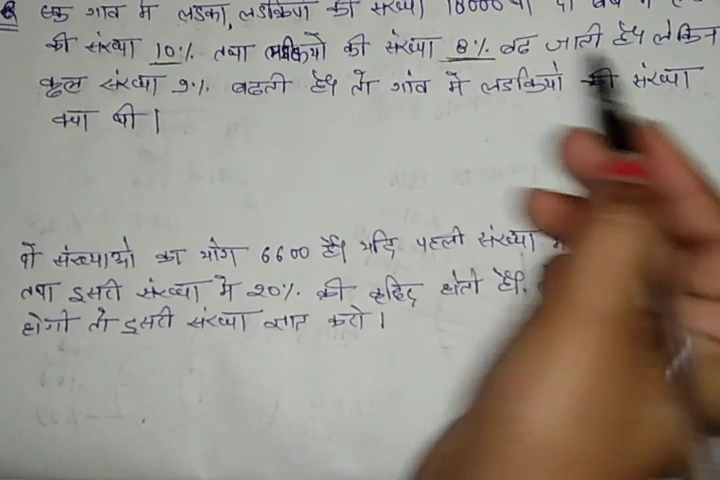 एक गांव में लडका, लडकियों की संख्या 18000 थी दो वर्ष में
की संख्या 10% तथा लडकियों की संख्या 8% बढ जाती है। लेकिन
कुल संख्या 9% बढती है। तो गांव में लडकियों की संख्या
क्या थी।
संख्याओ का योग 6600 है। यदि पहली संख्या
तथा दूसरी संख्या मे 20% की वृद्धि होती है।
होगी तो दूसरी संख्या ज्ञात करो।